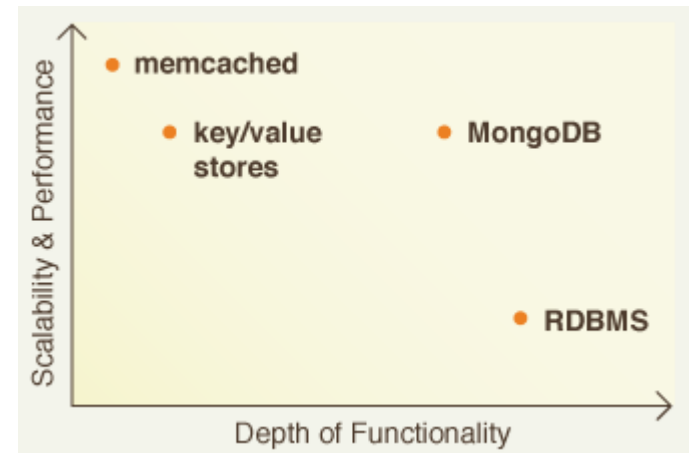 memcached
key/value
stores
MongoDB
RDBMS
Scalability & Performance
Depth of Functionality